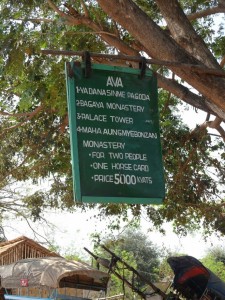 AVA
1-YADANASINME PAGODA
2-BAGAYA MONASTERY
3-PALACE TOWER
4-MAHA AUNGMYEBONZAN
MONASTERY
•FOR TWO PEOPLE
•ONE HORSE CARD
•PRICE 5000 KYATS